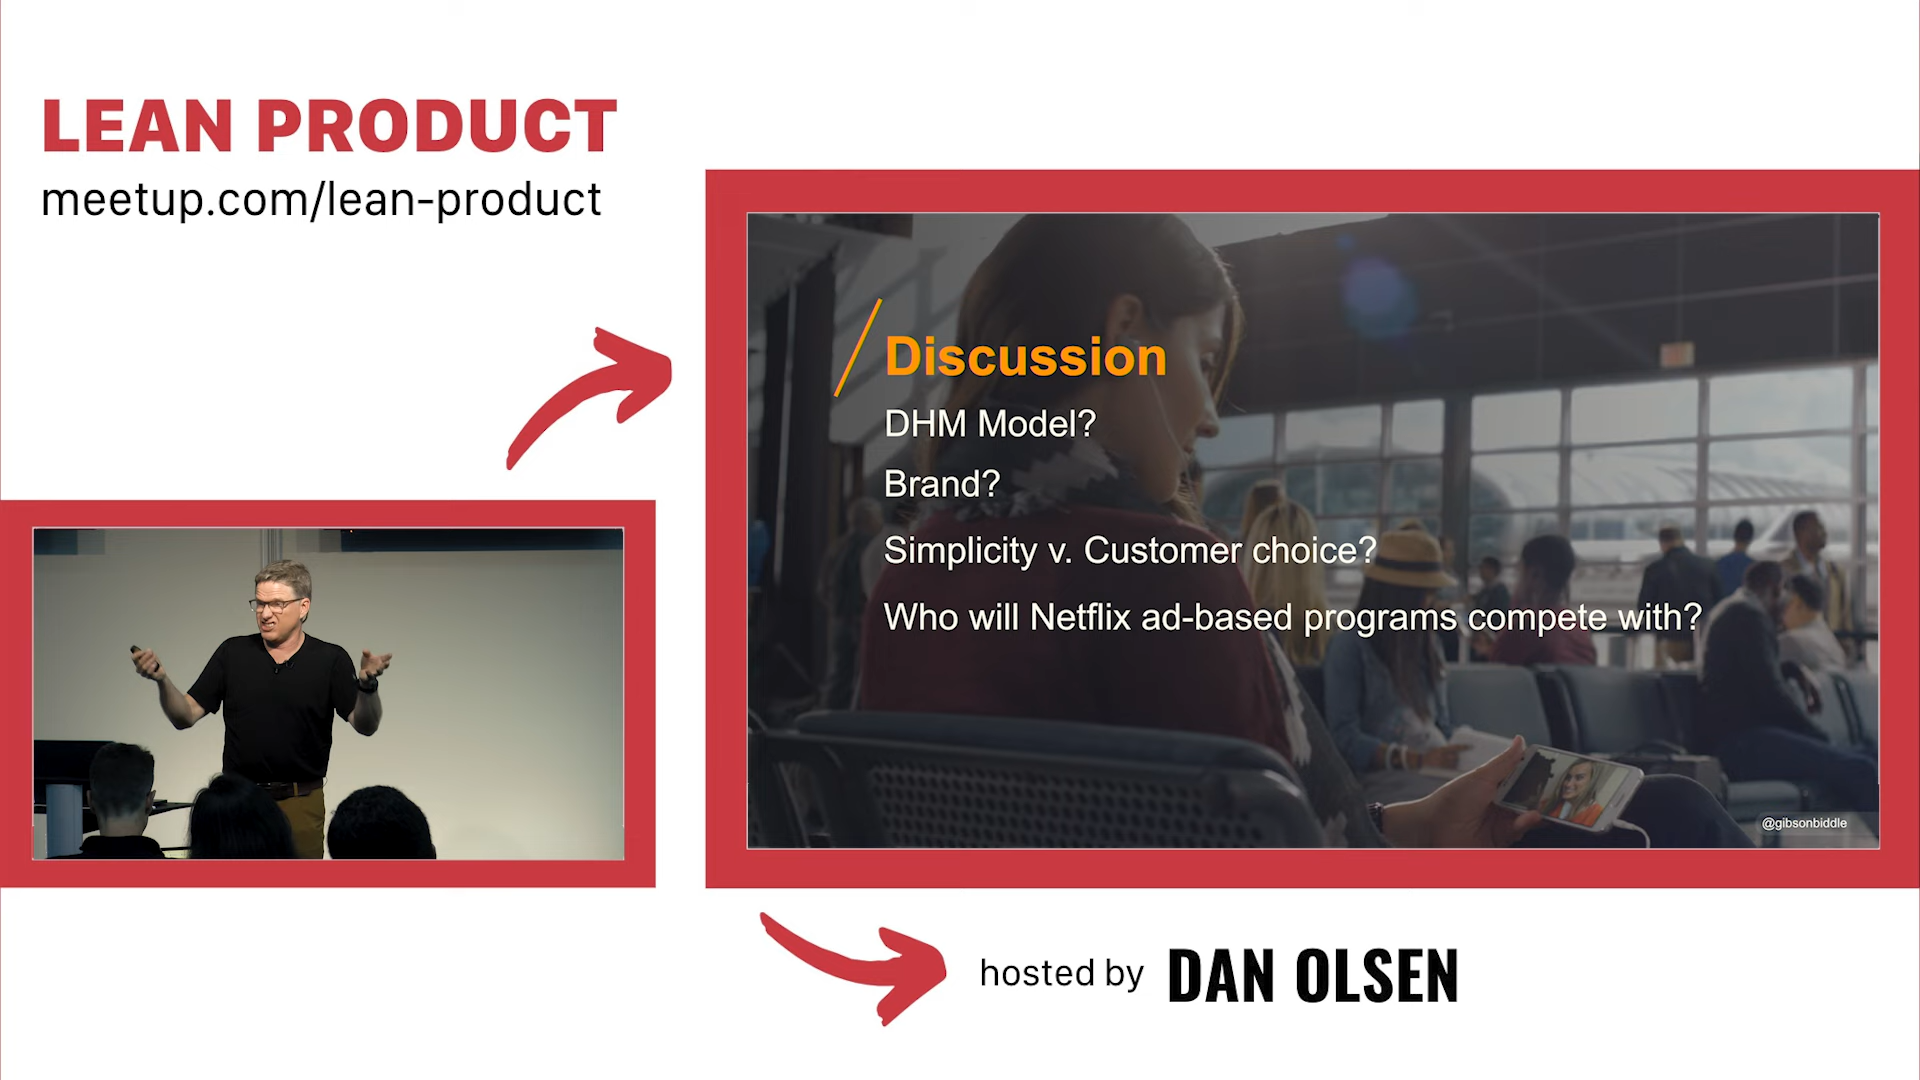 LEAN PRODUCT
meetup.com/lean-product
Discussion
DHM Model?
Brand?
Simplicity v. Customer choice?
Who will Netflix ad-based programs compete with?
@gibsonbiddle
hosted by DAN OLSEN